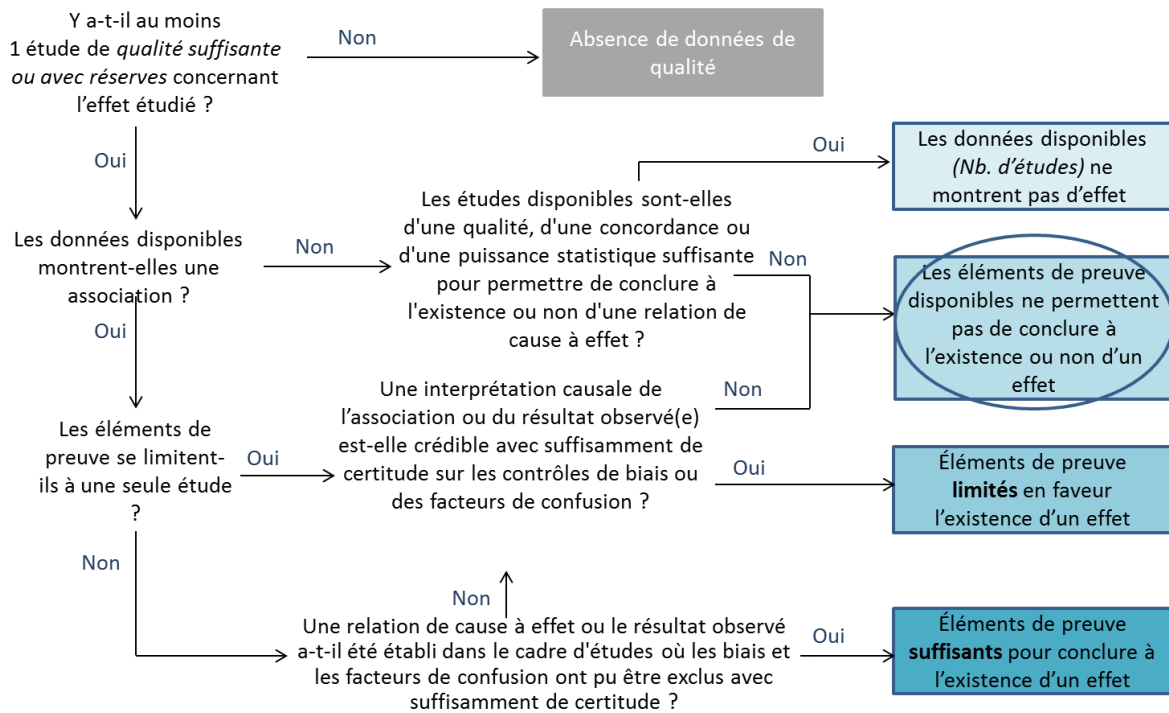 Y a-t-il au moins
1 étude de qualité suffisante
ou avec réserves concernant
l'effet étudié ?
Non
Absence de données de
qualité
Oui
Oui
Les données disponibles
(Nb. d'études) ne
montrent pas d'effet
Les données disponibles
montrent-elles une
association ?
Non
Les études disponibles sont-elles
d'une qualité, d'une concordance ou
d'une puissance statistique suffisante
pour permettre de conclure à
l'existence ou non d'une relation de
cause à effet ?
Non
Les éléments de preuve
disponibles ne permettent
pas de conclure à
l'existence ou non d'un
effet
Oui
Les éléments de
preuve se limitent-
ils à une seule étude
?
Oui
Une interprétation causale de
l'association ou du résultat observé(e)
est-elle crédible avec suffisamment de
certitude sur les contrôles de biais ou
des facteurs de confusion ?
Non
Oui
Éléments de preuve
limités en faveur
l'existence d'un effet
Non
Non
Une relation de cause à effet ou le résultat observé
a-t-il été établi dans le cadre d'études où les biais et
les facteurs de confusion ont pu être exclus avec
suffisamment de certitude ?
Oui
Éléments de preuve
suffisants pour conclure à
l'existence d'un effet